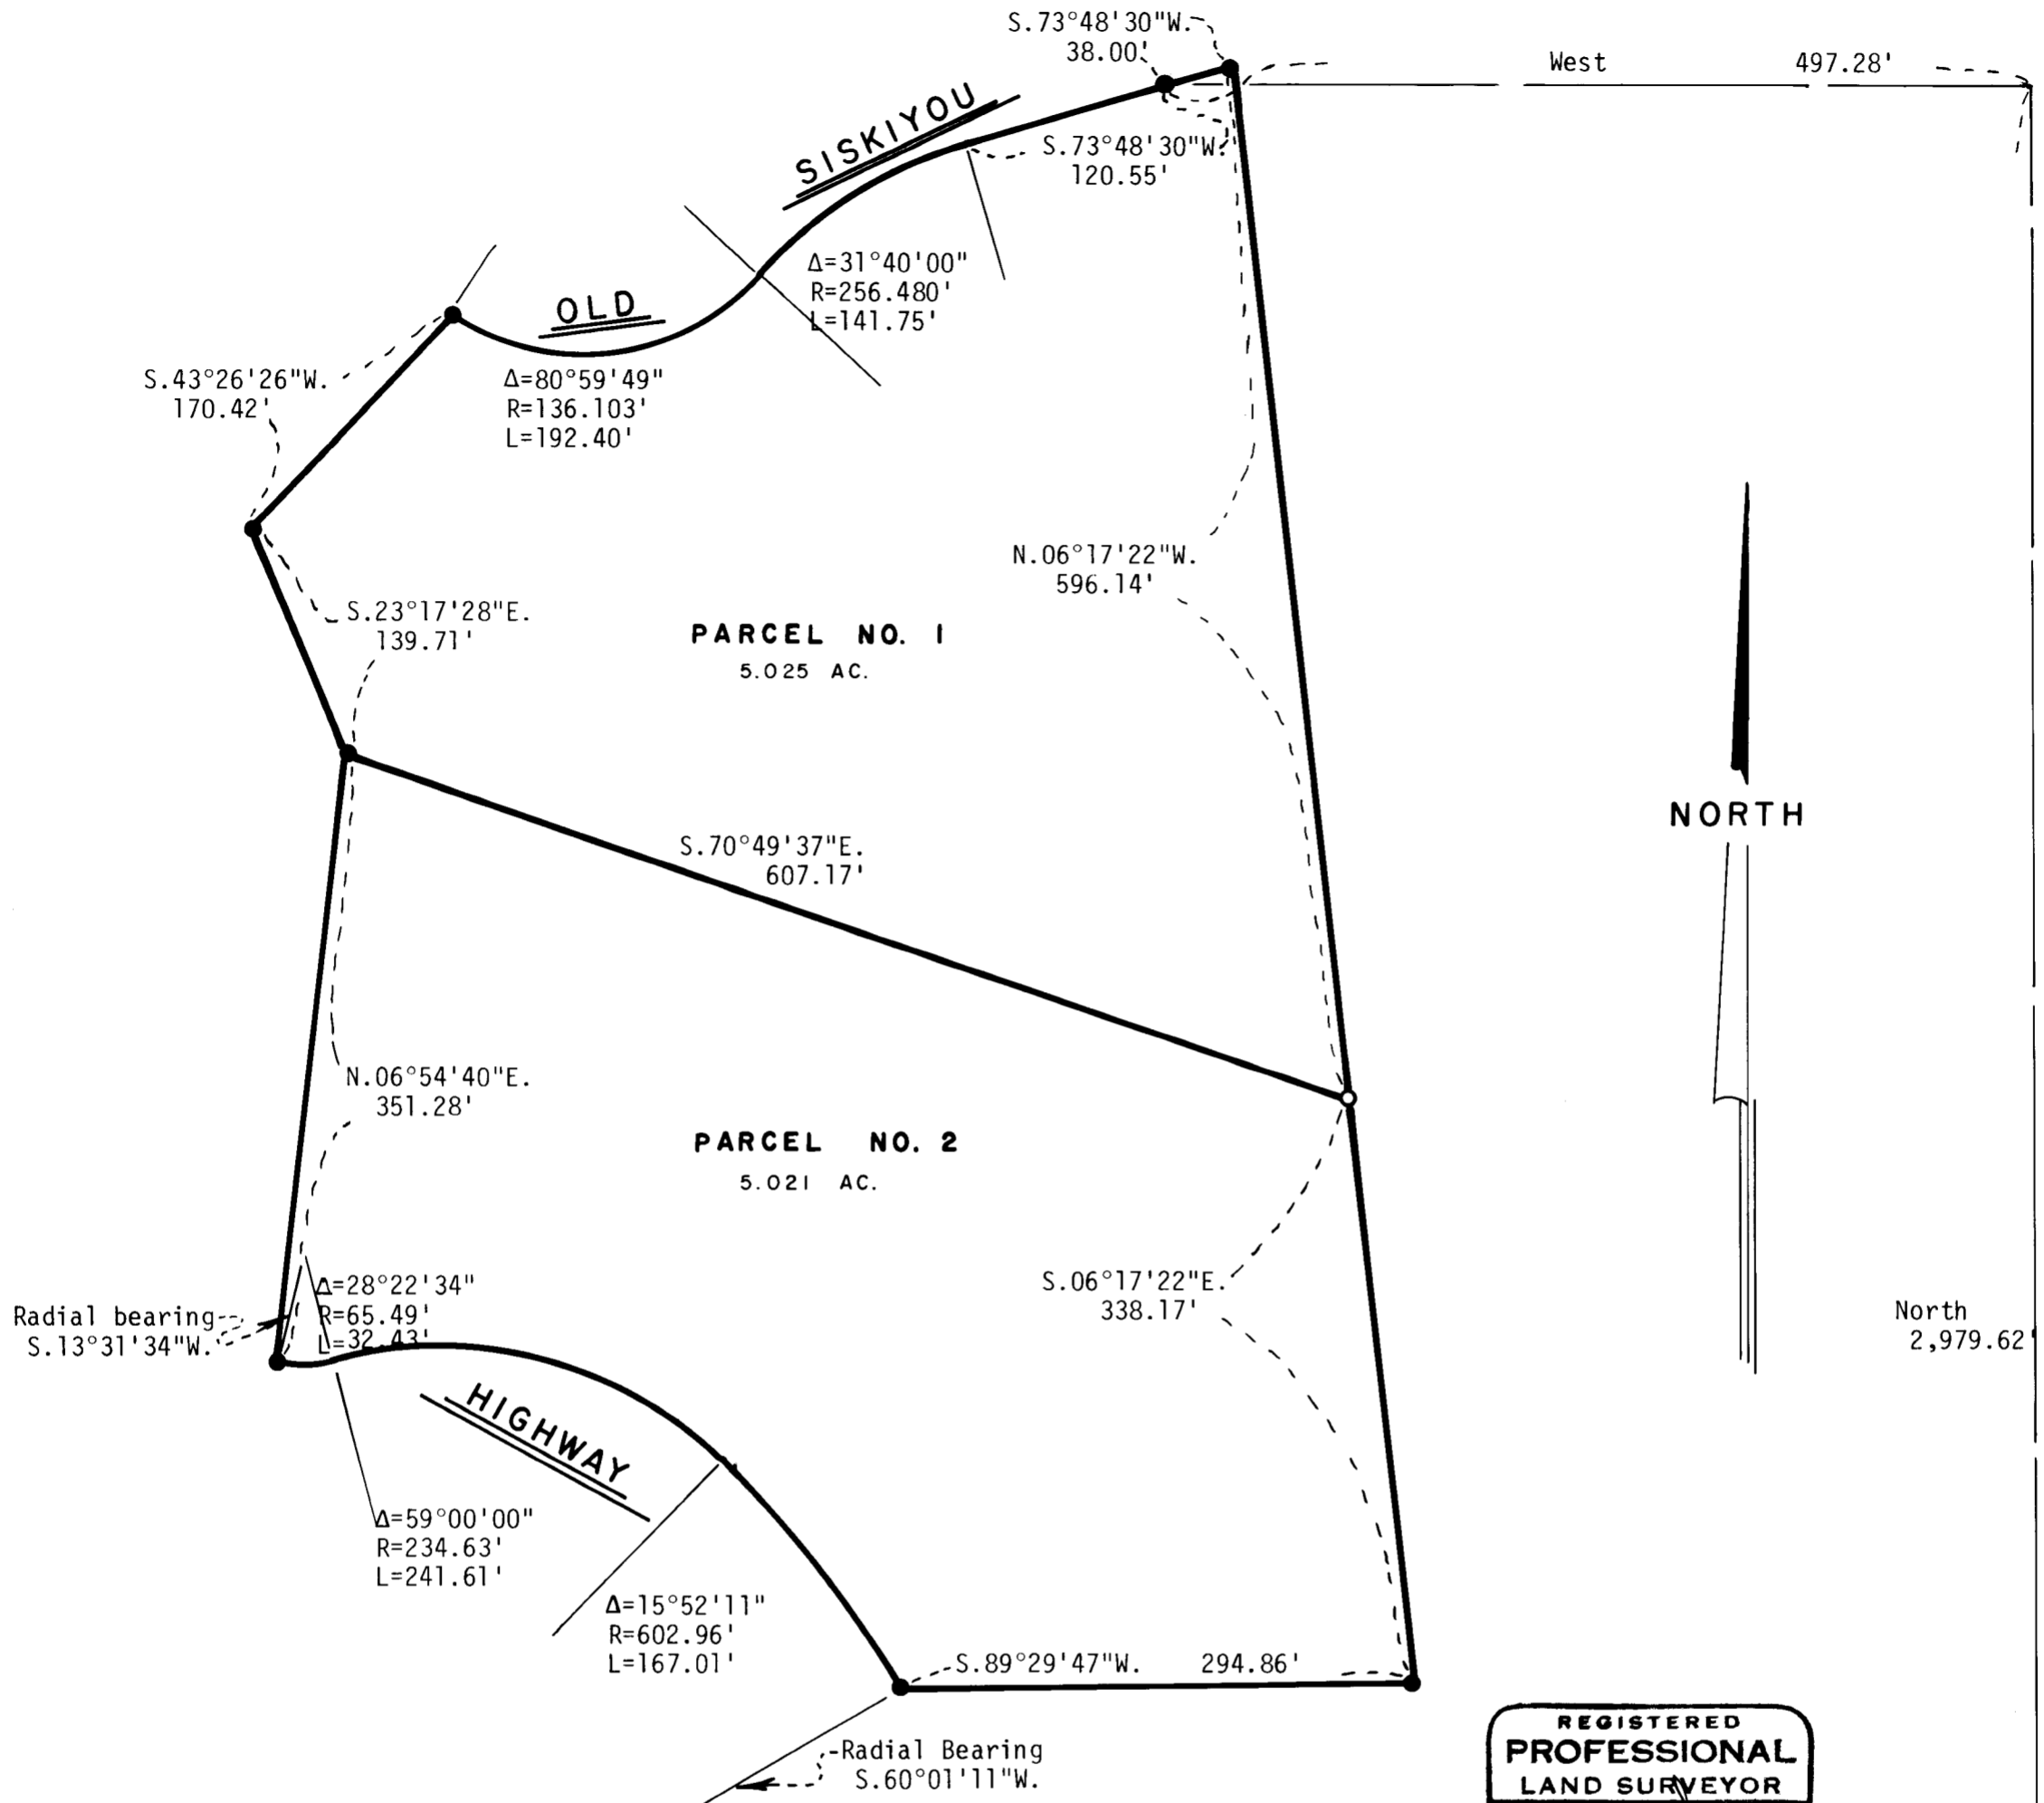 S.73°48'30"W.
38.00'
West 497.28'
SISKIYOU
S.73°48'30"W.
120.55'
Δ=31°40'00"
R=256.480'
L=141.75'
OLD
S.43°26'26"W.
170.42'
Δ=80°59'49"
R=136.103'
L=192.40'
N.06°17'22"W.
596.14'
S.23°17'28"E.
139.71'
PARCEL NO. 1
5.025 AC.
NORTH
S.70°49'37"E.
607.17'
N.06°54'40"E.
351.28'
PARCEL NO. 2
5.021 AC.
Δ=28°22'34"
R=65.49'
L=32.43'
Radial bearing
S.13°31'34"W.
S.06°17'22"E.
338.17'
North
2,979.62'
HIGHWAY
Δ=59°00'00"
R=234.63'
L=241.61'
Δ=15°52'11"
R=602.96'
L=167.01'
S.89°29'47"W. 294.86'
Radial Bearing
S.60°01'11"W.
REGISTERED
PROFESSIONAL
LAND SURVEYOR